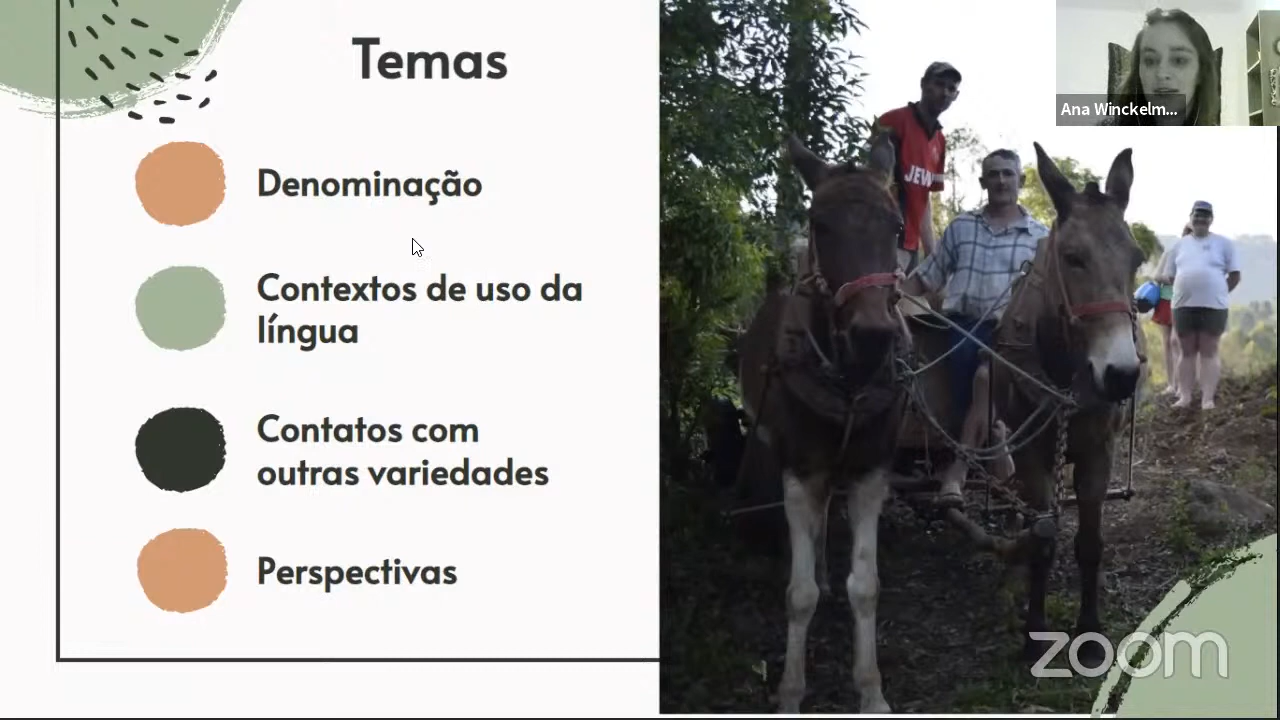 Temas
Denominação
Contextos de uso da
língua
Contatos com
outras variedades
Perspectivas
Ana Winckelm...
zoom